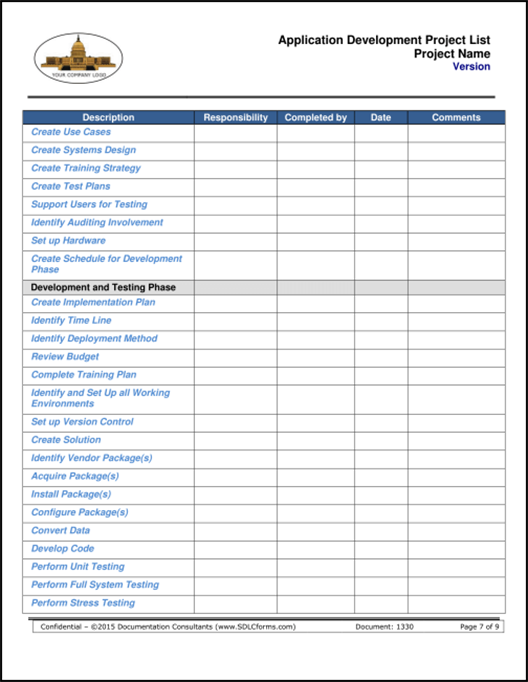 Application Development Project List
Project Name
Version
YOUR COMPANY LOGO
Description Responsibility Completed by Date Comments
Create Use Cases
Create Systems Design
Create Training Strategy
Create Test Plans
Support Users for Testing
Identify Auditing Involvement
Set up Hardware
Create Schedule for Development
Phase
Development and Testing Phase
Create Implementation Plan
Identify Time Line
Identify Deployment Method
Review Budget
Complete Training Plan
Identify and Set Up all Working
Environments
Set up Version Control
Create Solution
Identify Vendor Package(s)
Acquire Package(s)
Install Package(s)
Configure Package(s)
Convert Data
Develop Code
Perform Unit Testing
Perform Full System Testing
Perform Stress Testing
Confidential – ©2015 Documentation Consultants (www.SDLCforms.com) Document: 1330 Page 7 of 9